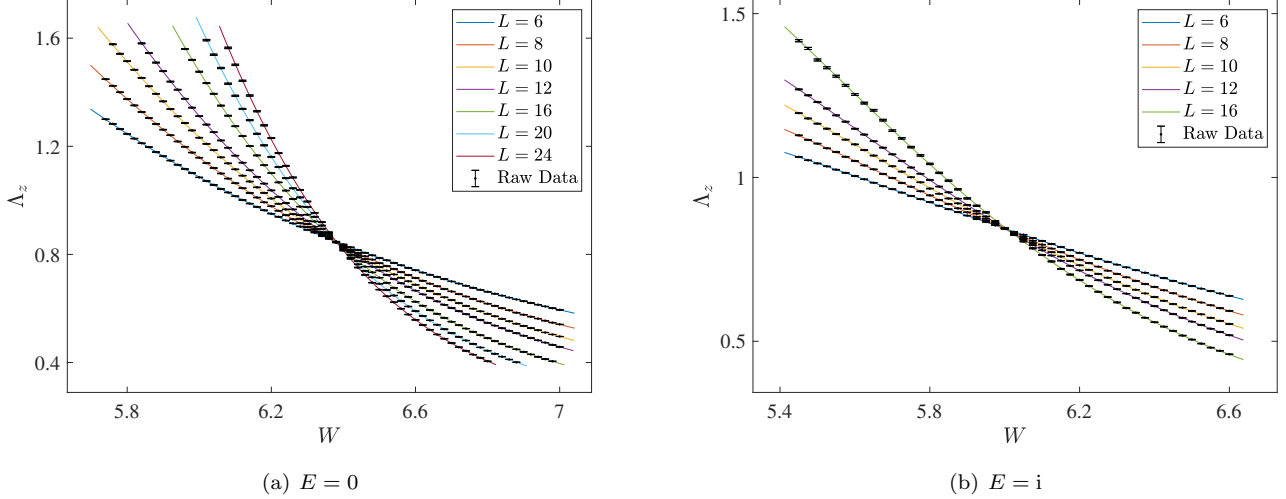 1.6
1.2
0.8
0.4
Λz
5.8 6.2 6.6 7
W
L = 6
L = 8
L = 10
L = 12
L = 16
L = 20
L = 24
Raw Data
(a) E = 0
1.5
1
0.5
Λz
5.4 5.8 6.2 6.6
W
L = 6
L = 8
L = 10
L = 12
L = 16
Raw Data
(b) E = i